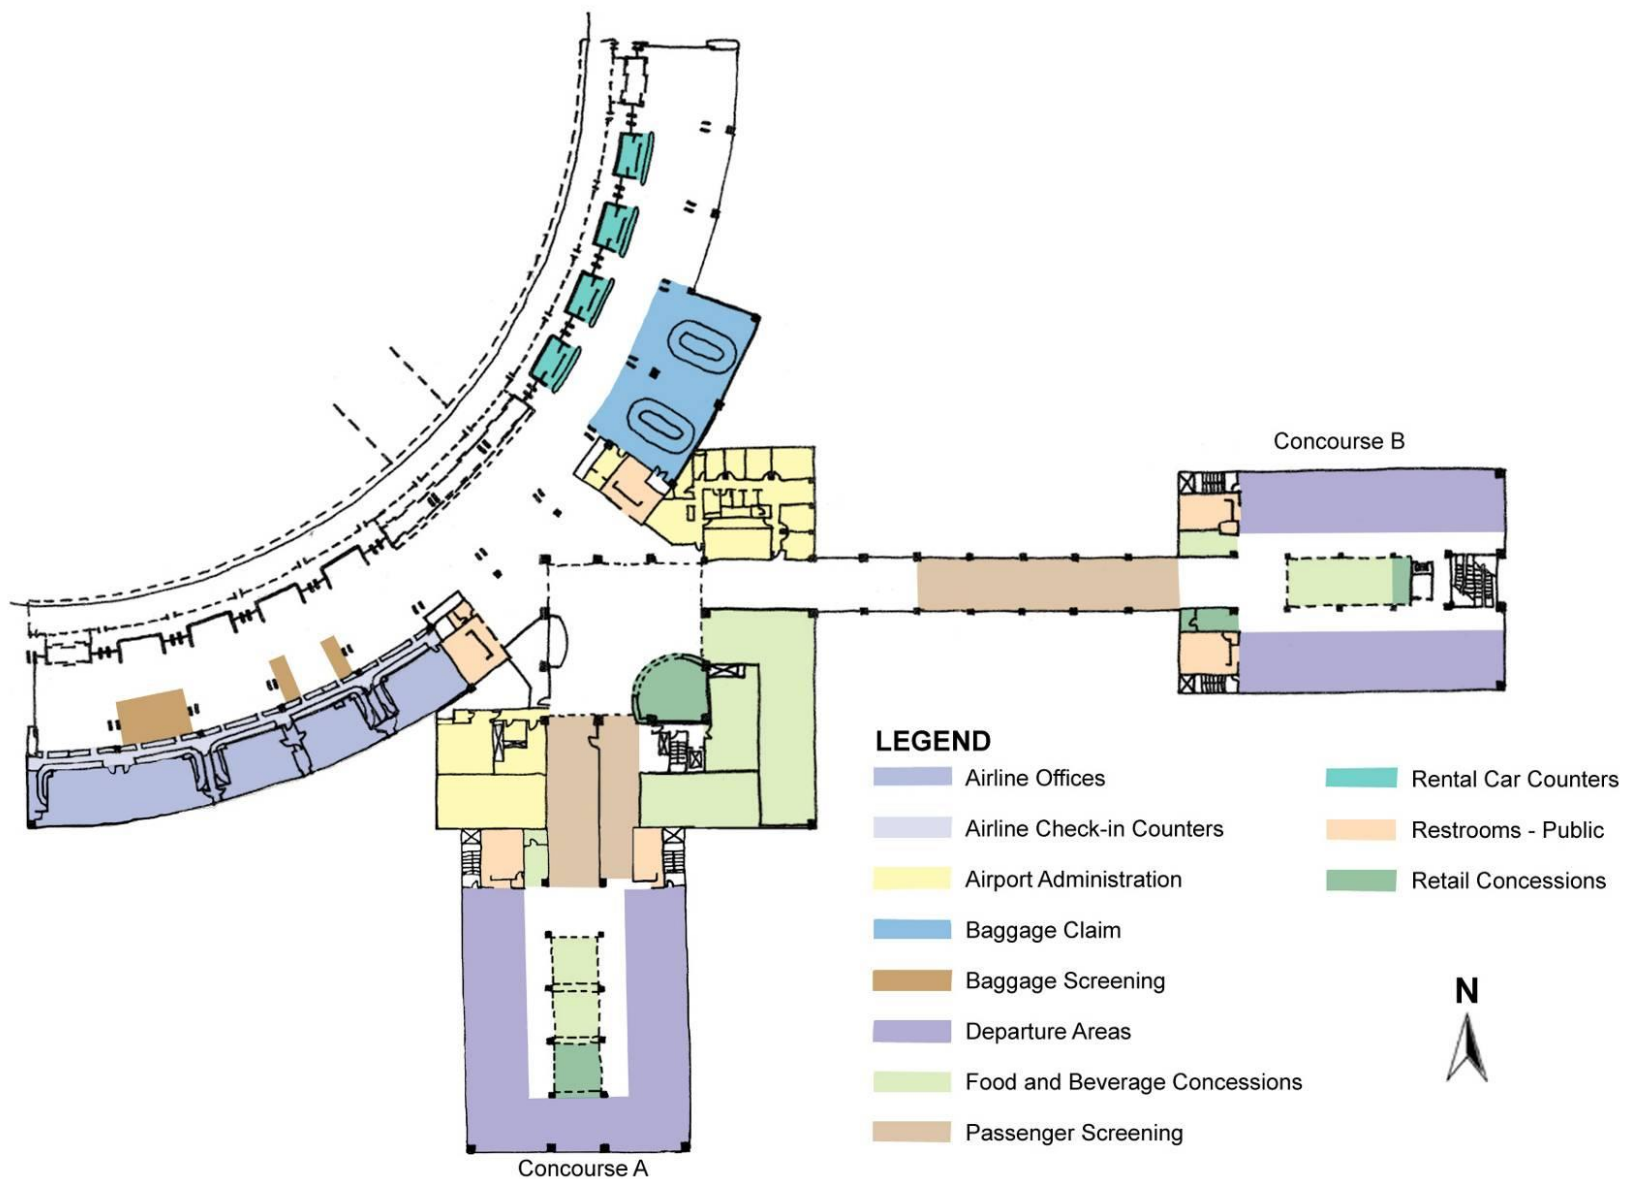 Concourse B
LEGEND
Airline Offices
Airline Check-in Counters
Airport Administration
Baggage Claim
Baggage Screening
Departure Areas
Food and Beverage Concessions
Passenger Screening
Rental Car Counters
Restrooms - Public
Retail Concessions
N
Concourse A